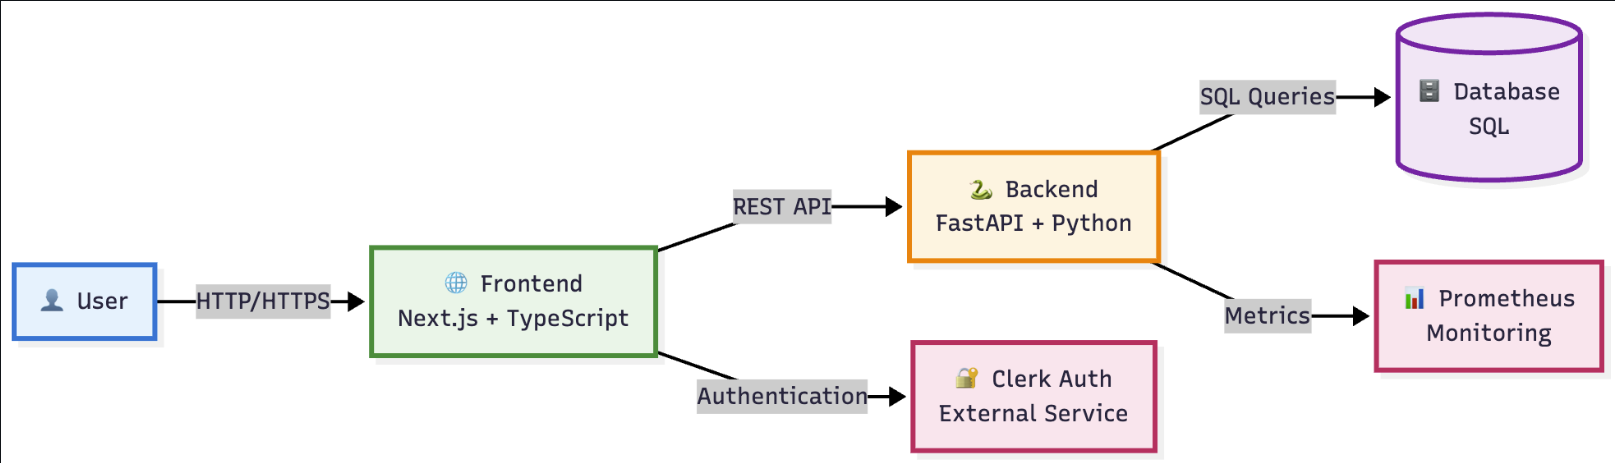 User
HTTP/HTTPS
Frontend
Next.js + TypeScript
REST API
Authentication
Backend
FastAPI + Python
Clerk Auth
External Service
SQL Queries
Metrics
Database
SQL
Prometheus
Monitoring